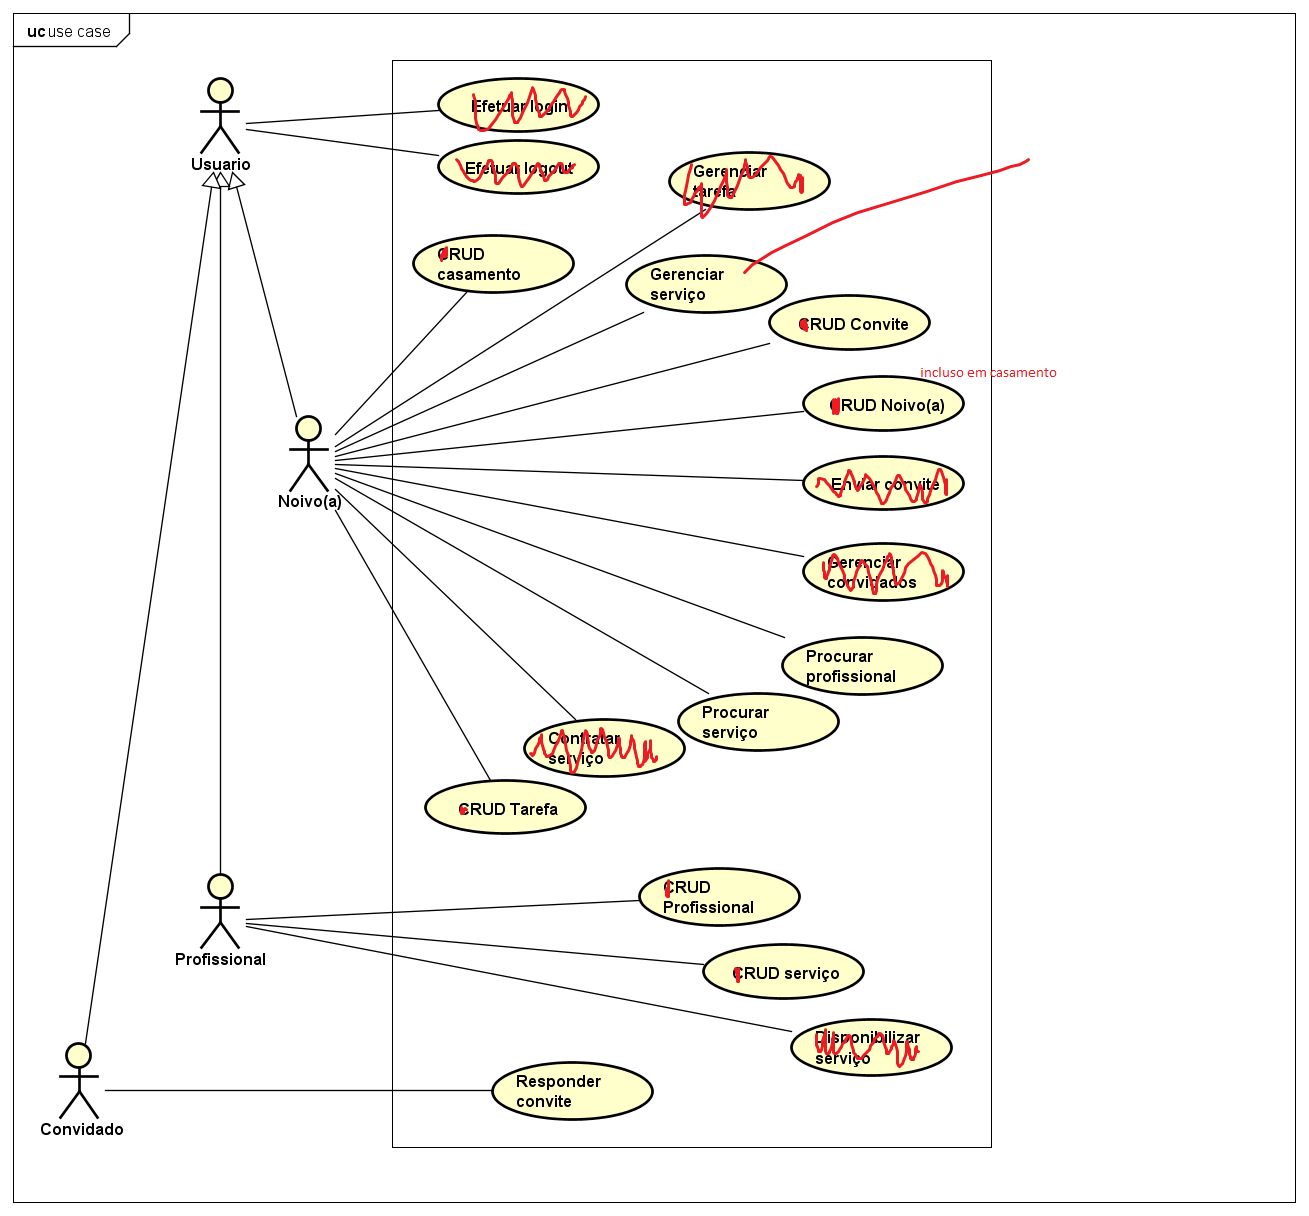 uc use case
Usuario
Efetuar login
Efetuar logout
Gerenciar
tarefa
CRUD
casamento
Gerenciar
serviço
CRUD Convite
incluso em casamento
CRUD Noivo(a)
Noivo(a)
Enviar convite
Gerenciar
convidados
Procurar
profissional
Procurar
serviço
Contratar
serviço
CRUD Tarefa
CRUD
Profissional
Profissional
CRUD serviço
Disponibilizar
serviço
Responder
convite
Convidado